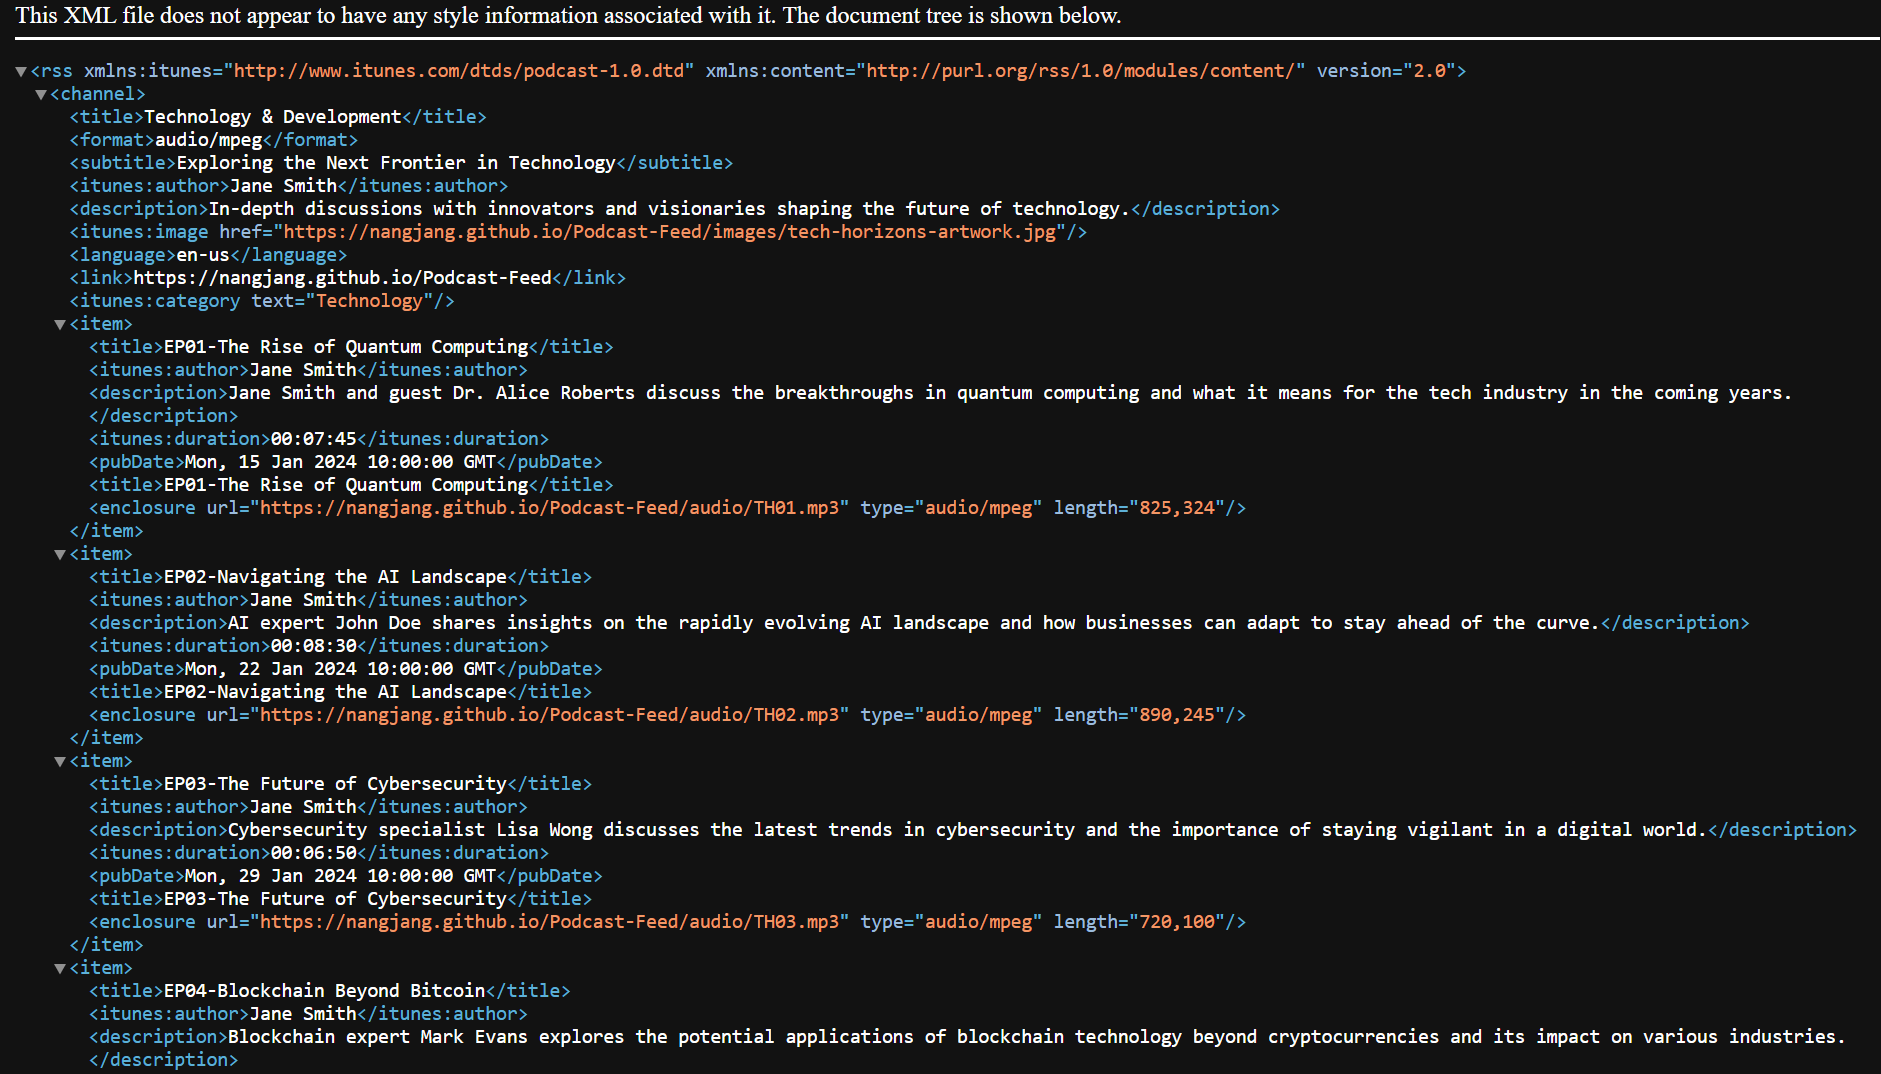 This XML file does not appear to have any style information associated with it. The document tree is shown below.
▼<rss xmlns:itunes="http://www.itunes.com/dtds/podcast-1.0.dtd" xmlns:content="http://purl.org/rss/1.0/modules/content/" version="2.0">
▼<channel>
<title>Technology & Development</title>
<format>audio/mpeg</format>
<subtitle>Exploring the Next Frontier in Technology</subtitle>
<itunes:author>Jane Smith</itunes:author>
<description>In-depth discussions with innovators and visionaries shaping the future of technology.</description>
<itunes:image href="https://nangjang.github.io/Podcast-Feed/images/tech-horizons-artwork.jpg"/>
<language>en-us</language>
<link>https://nangjang.github.io/Podcast-Feed</link>
<itunes:category text="Technology"/>
▼<item>
<title>EP01-The Rise of Quantum Computing</title>
<itunes:author>Jane Smith</itunes:author>
<description>Jane Smith and guest Dr. Alice Roberts discuss the breakthroughs in quantum computing and what it means for the tech industry in the coming years.
</description>
<itunes:duration>00:07:45</itunes:duration>
<pubDate>Mon, 15 Jan 2024 10:00:00 GMT</pubDate>
<title>EP01-The Rise of Quantum Computing</title>
<enclosure url="https://nangjang.github.io/Podcast-Feed/audio/TH01.mp3" type="audio/mpeg" length="825,324"/>
</item>
▼<item>
<title>EP02-Navigating the AI Landscape</title>
<itunes:author>Jane Smith</itunes:author>
<description>AI expert John Doe shares insights on the rapidly evolving AI landscape and how businesses can adapt to stay ahead of the curve.</description>
<itunes:duration>00:08:30</itunes:duration>
<pubDate>Mon, 22 Jan 2024 10:00:00 GMT</pubDate>
<title>EP02-Navigating the AI Landscape</title>
<enclosure url="https://nangjang.github.io/Podcast-Feed/audio/TH02.mp3" type="audio/mpeg" length="890,245"/>
</item>
▼<item>
<title>EP03-The Future of Cybersecurity</title>
<itunes:author>Jane Smith</itunes:author>
<description>Cybersecurity specialist Lisa Wong discusses the latest trends in cybersecurity and the importance of staying vigilant in a digital world.</description>
<itunes:duration>00:06:50</itunes:duration>
<pubDate>Mon, 29 Jan 2024 10:00:00 GMT</pubDate>
<title>EP03-The Future of Cybersecurity</title>
<enclosure url="https://nangjang.github.io/Podcast-Feed/audio/TH03.mp3" type="audio/mpeg" length="720,100"/>
</item>
▼<item>
<title>EP04-Blockchain Beyond Bitcoin</title>
<itunes:author>Jane Smith</itunes:author>
<description>Blockchain expert Mark Evans explores the potential applications of blockchain technology beyond cryptocurrencies and its impact on various industries.
</description>